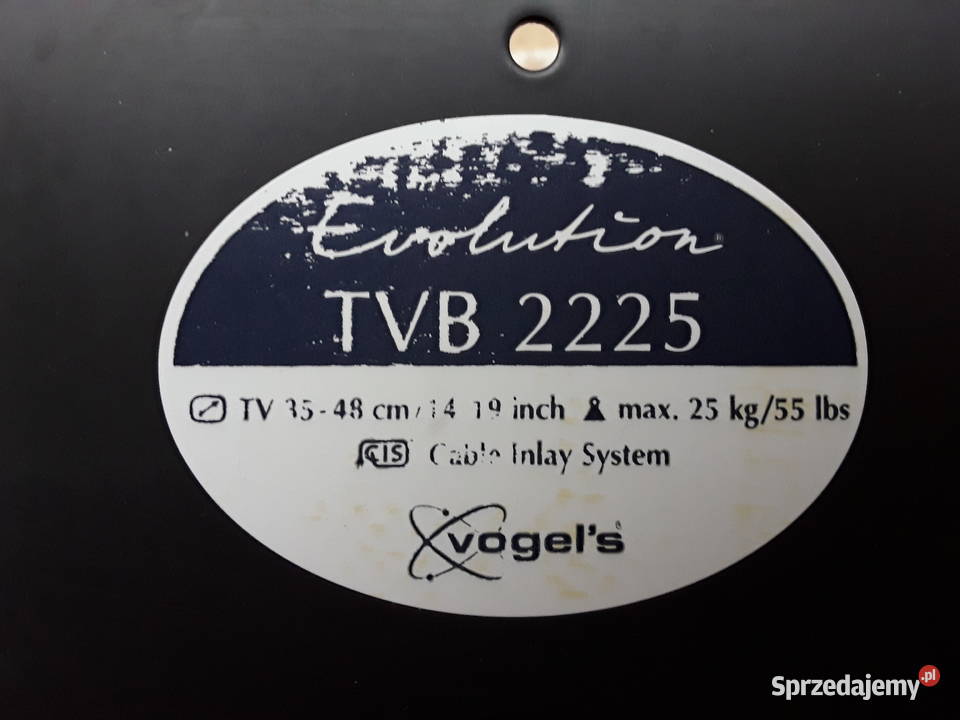 Evolution®
TVB 2225
TV 35-48 cm/14-19 inch max. 25 kg/55 lbs
CIS Cable Inlay System
vogel's®
Sprzedajemy.pl